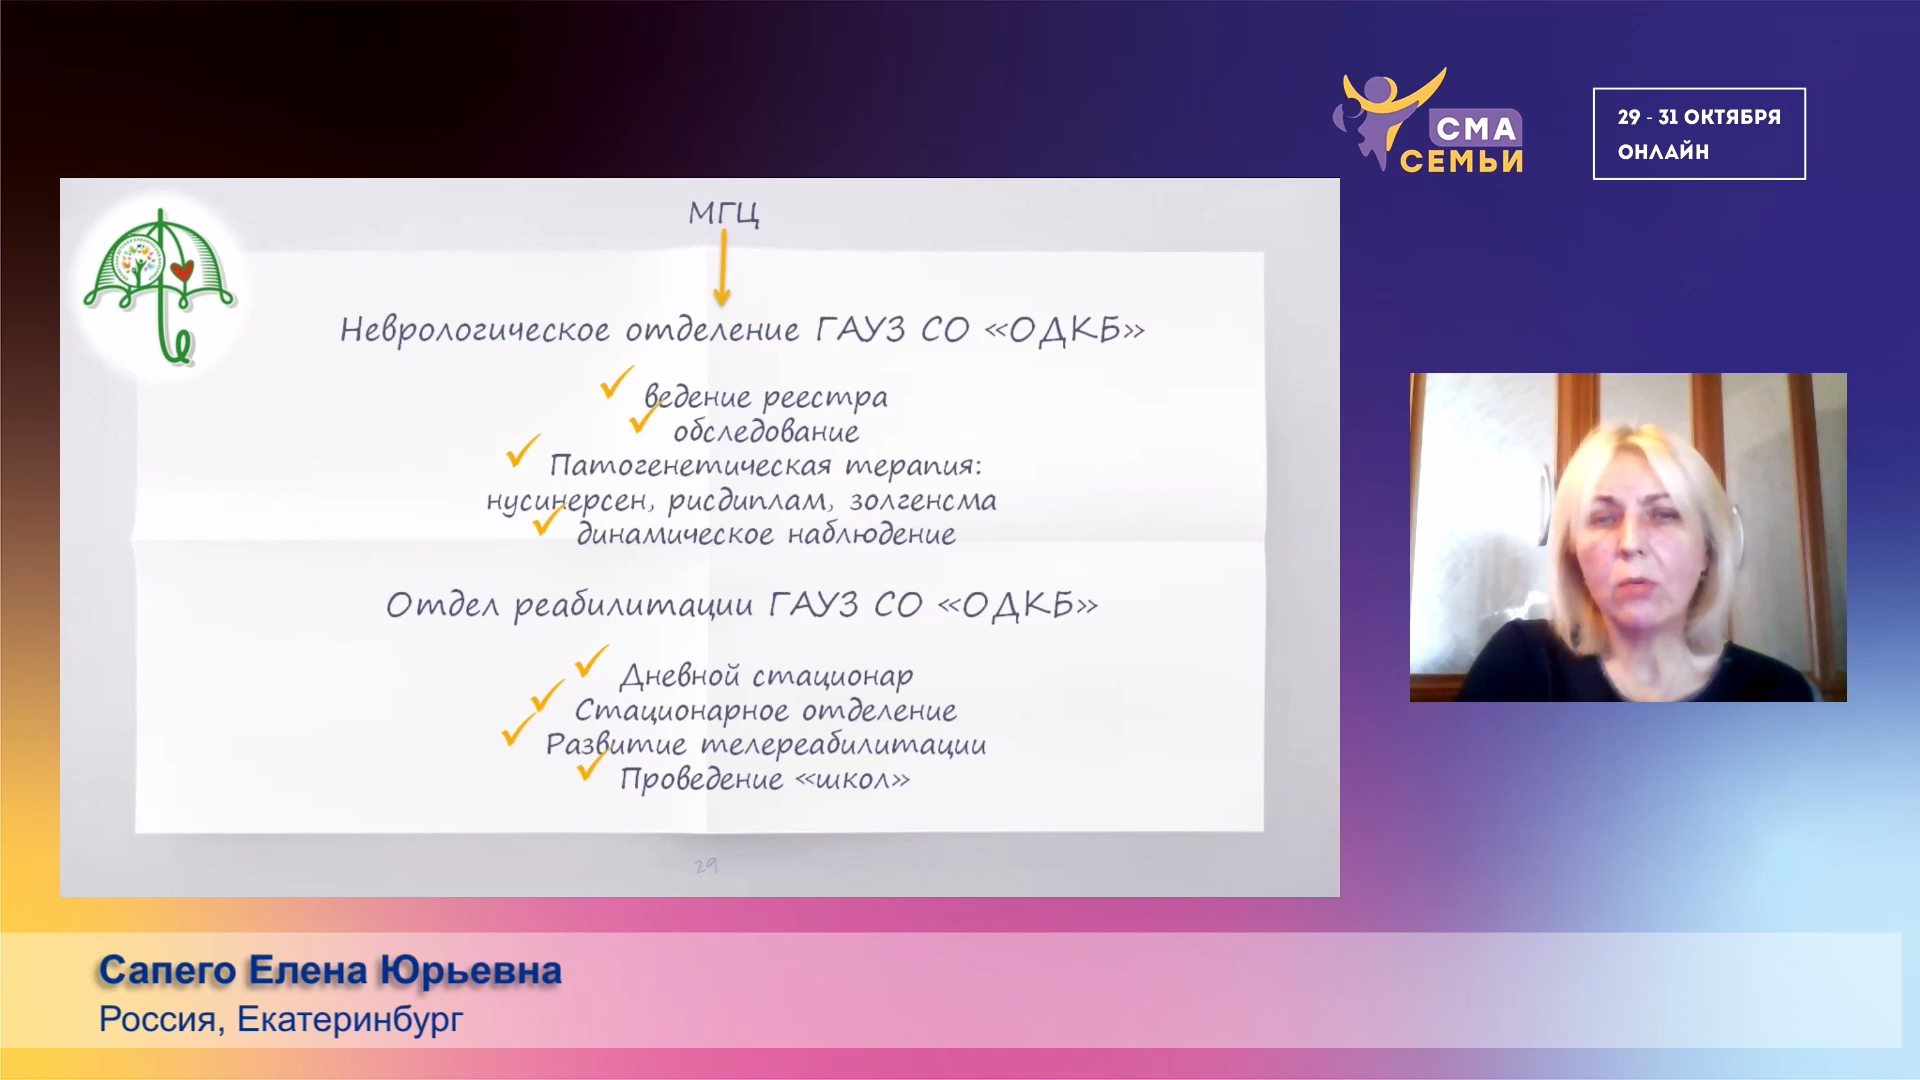 СМА
СЕМЬИ
29 - 31 ОКТЯБРЯ
ОНЛАЙН
МГЦ
Неврологическое отделение ГАУЗ СО «ОДКБ»
ведение реестра
обследование
Патогенетическая терапия:
нусинерсен, рисдиплам, золгенсма
динамическое наблюдение
Отдел реабилитации ГАУЗ СО «ОДКБ»
Дневной стационар
Стационарное отделение
Развитие телереабилитации
Проведение «школ»
29
Сапего Елена Юрьевна
Россия, Екатеринбург